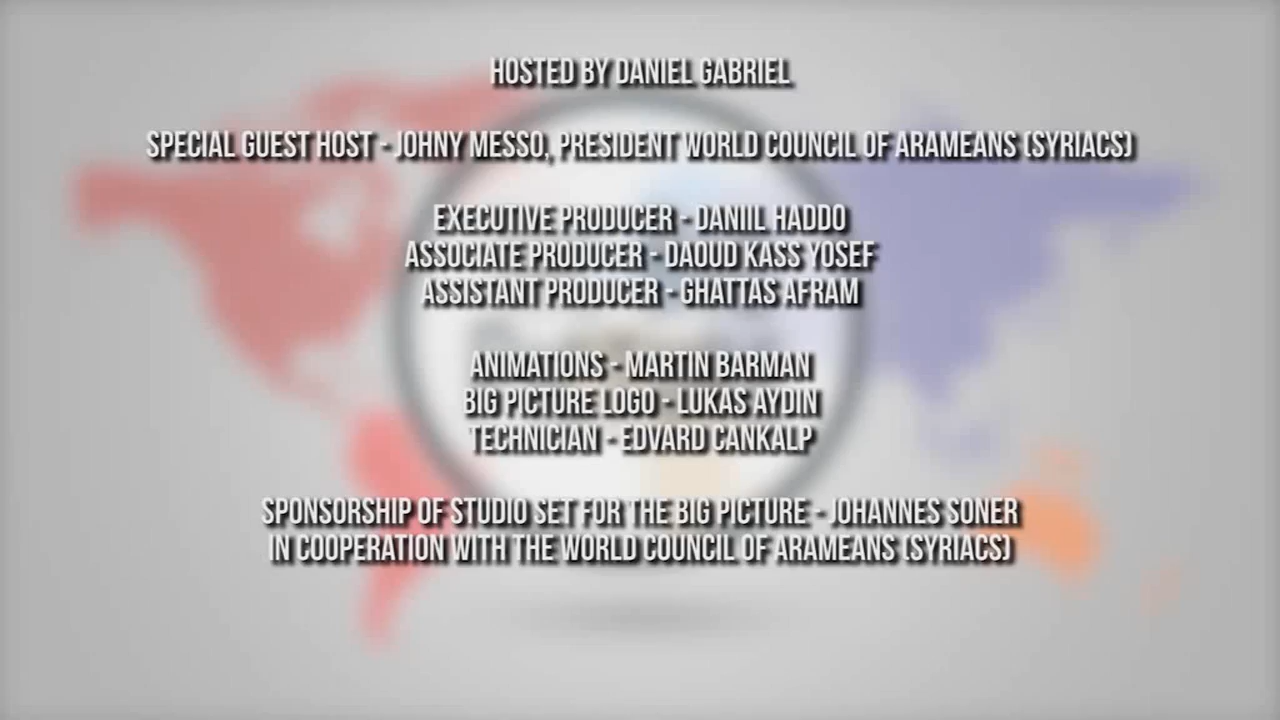 HOSTED BY DANIEL GABRIEL
SPECIAL GUEST HOST - JOHNY MESSO, PRESIDENT WORLD COUNCIL OF ARAMEANS (SYRIACS)
EXECUTIVE PRODUCER - DANIIL HADDO
ASSOCIATE PRODUCER - DAOUD KASS YOSEF
ASSISTANT PRODUCER - GHATTAS AFRAM
ANIMATIONS - MARTIN BARMAN
BIG PICTURE LOGO - LUKAS AYDIN
TECHNICIAN - EDVARD CANKALP
SPONSORSHIP OF STUDIO SET FOR THE BIG PICTURE - JOHANNES SONER
IN COOPERATION WITH THE WORLD COUNCIL OF ARAMEANS (SYRIACS)